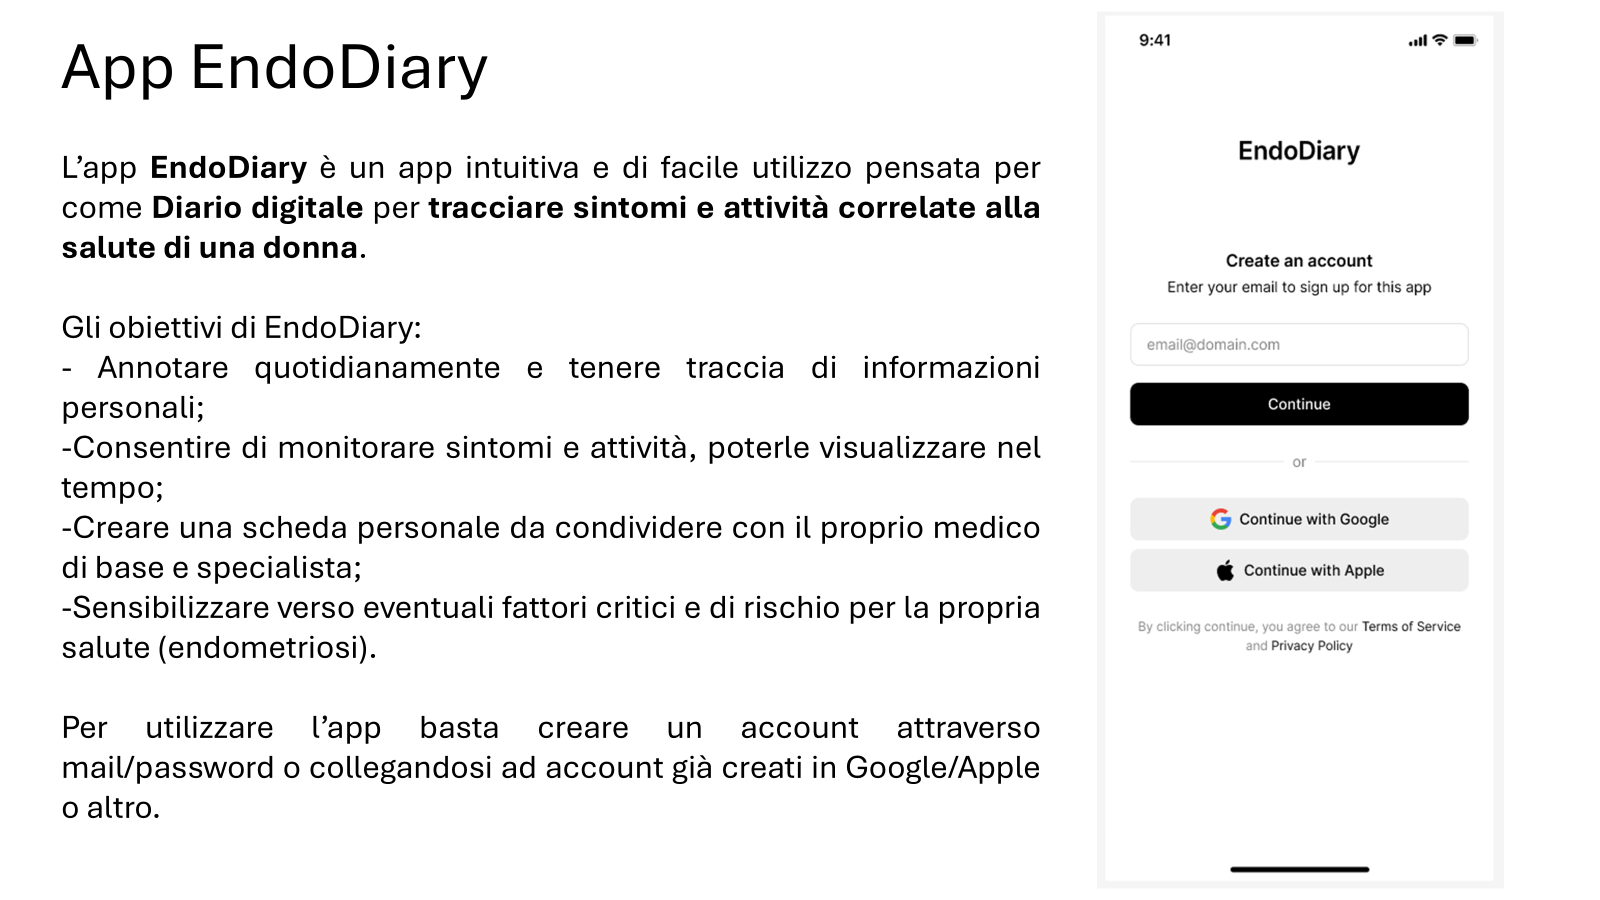 App EndoDiary
L’app EndoDiary è un app intuitiva e di facile utilizzo pensata per
come Diario digitale per tracciare sintomi e attività correlate alla
salute di una donna.
Gli obiettivi di EndoDiary:
- Annotare quotidianamente e tenere traccia di informazioni
personali;
-Consentire di monitorare sintomi e attività, poterle visualizzare nel
tempo;
-Creare una scheda personale da condividere con il proprio medico
di base e specialista;
-Sensibilizzare verso eventuali fattori critici e di rischio per la propria
salute (endometriosi).
Per utilizzare l’app basta creare un account attraverso
mail/password o collegandosi ad account già creati in Google/Apple
o altro.
9:41
EndoDiary
Create an account
Enter your email to sign up for this app
email@domain.com
Continue
or
Continue with Google
Continue with Apple
By clicking continue, you agree to our Terms of Service
and Privacy Policy